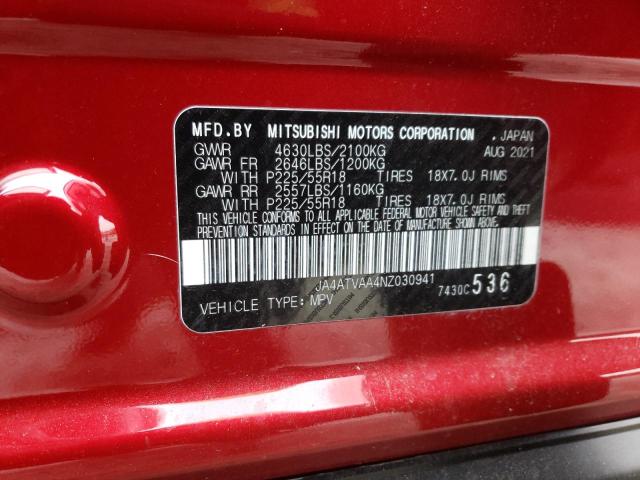 MFD.BY MITSUBISHI MOTORS CORPORATION . JAPAN
GVWR 4630LBS/2100KG AUG 2021
GAWR FR 2646LBS/1200KG
WITH P225/55R18 TIRES 18X7.0J RIMS
GAWR RR 2557LBS/1160KG
WITH P225/55R18 TIRES 18X7.0J RIMS
THIS VEHICLE CONFORMS TO ALL APPLICABLE FEDERAL MOTOR VEHICLE SAFETY AND THEFT
PREVENTION STANDARDS IN EFFECT ON THE DATE OF MANUFACTURE SHOWN ABOVE.
JA4ATVAA4NZ030941
7430C 536
VEHICLE TYPE: MPV